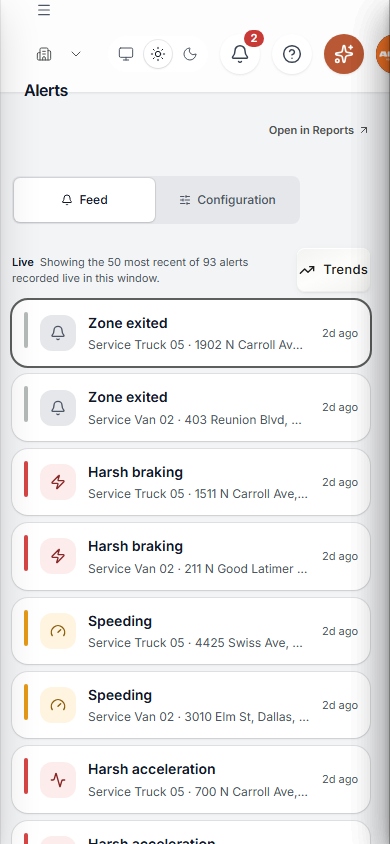 2
Alerts
Open in Reports
Feed
Configuration
Live Showing the 50 most recent of 93 alerts
recorded live in this window.
Trends
Zone exited
Service Truck 05 · 1902 N Carroll Av...
2d ago
Zone exited
Service Van 02 · 403 Reunion Blvd, ...
2d ago
Harsh braking
Service Truck 05 · 1511 N Carroll Ave,...
2d ago
Harsh braking
Service Van 02 · 211 N Good Latimer ...
2d ago
Speeding
Service Truck 05 · 4425 Swiss Ave, ...
2d ago
Speeding
Service Van 02 · 3010 Elm St, Dallas, ...
2d ago
Harsh acceleration
Service Truck 05 · 700 N Carroll Ave,...
2d ago
Harsh acceleration